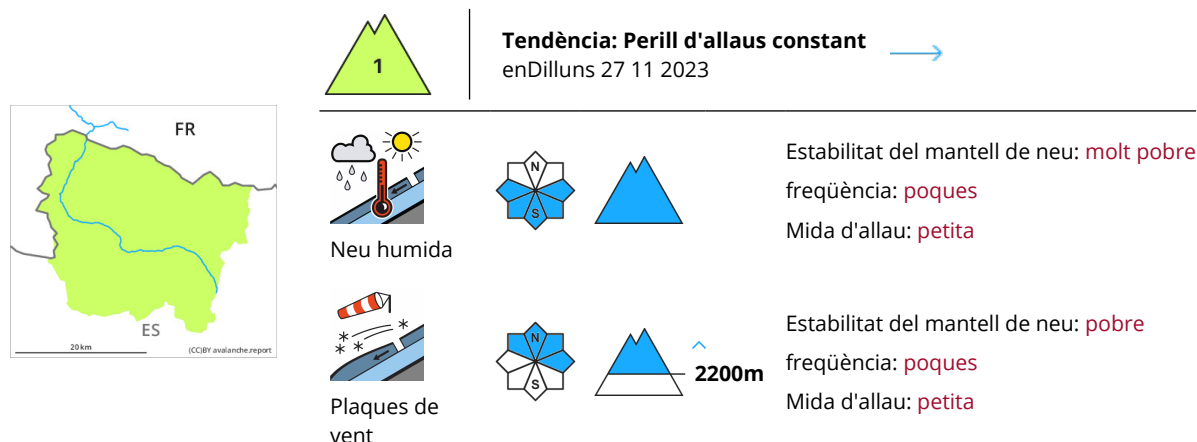 1
Tendència: Perill d'allaus constant
enDilluns 27 11 2023
FR
ES
20 km
(CC)BY avalanche.report
N
S
Neu humida
Estabilitat del mantell de neu: molt pobre
freqüència: poques
Mida d'allau: petita
N
S
2200m
Plaques de
vent
Estabilitat del mantell de neu: pobre
freqüència: poques
Mida d'allau: petita